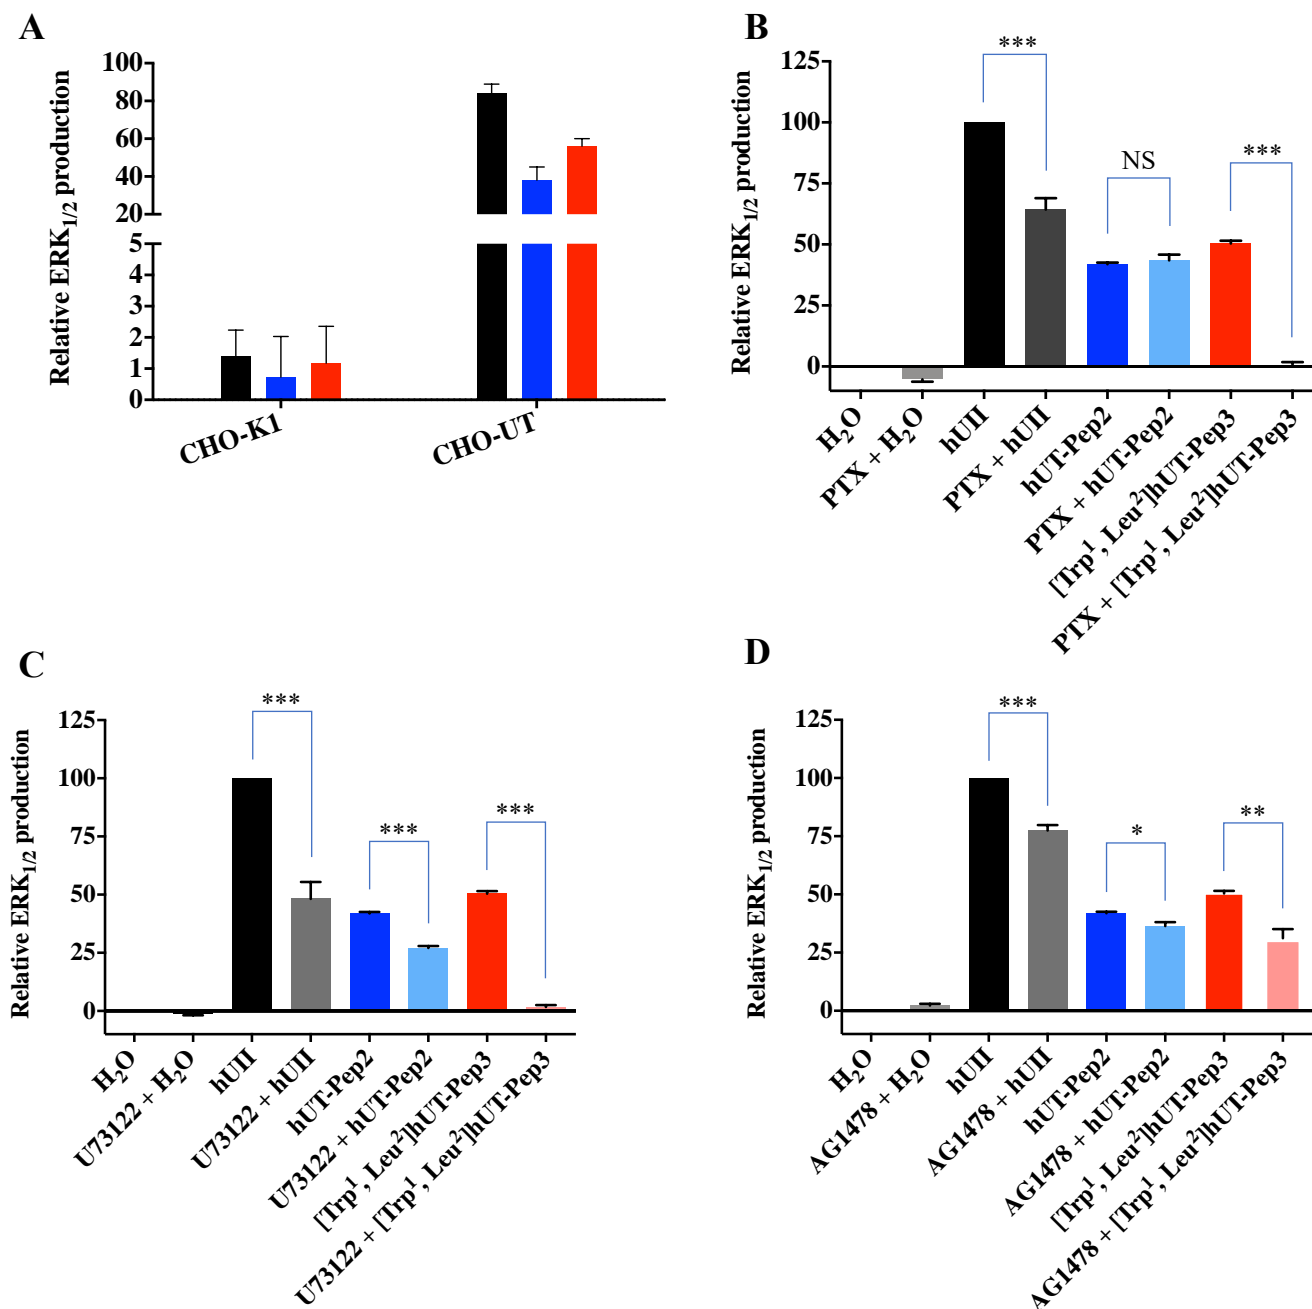 A
Relative ERK1/2 production
100
80
60
40
20
5
4
3
2
1
0
CHO-K1
CHO-UT
B
Relative ERK1/2 production
125
100
75
50
25
0
***
NS
***
H2O
PTX + H2O
hUII
PTX + hUII
hUT-Pep2
PTX + hUT-Pep2
[Trp1, Leu2]hUT-Pep3
PTX + [Trp1, Leu2]hUT-Pep3
C
Relative ERK1/2 production
125
100
75
50
25
0
***
***
***
H2O
U73122 + H2O
hUII
U73122 + hUII
hUT-Pep2
U73122 + hUT-Pep2
[Trp1, Leu2]hUT-Pep3
U73122 + [Trp1, Leu2]hUT-Pep3
D
Relative ERK1/2 production
125
100
75
50
25
0
***
*
**
H2O
AG1478 + H2O
hUII
AG1478 + hUII
hUT-Pep2
AG1478 + hUT-Pep2
[Trp1, Leu2]hUT-Pep3
AG1478 + [Trp1, Leu2]hUT-Pep3